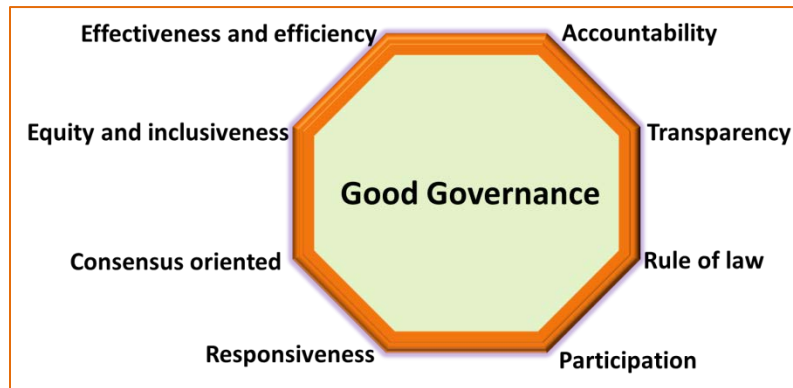 Effectiveness and efficiency
Accountability
Equity and inclusiveness
Transparency
Good Governance
Consensus oriented
Rule of law
Responsiveness
Participation